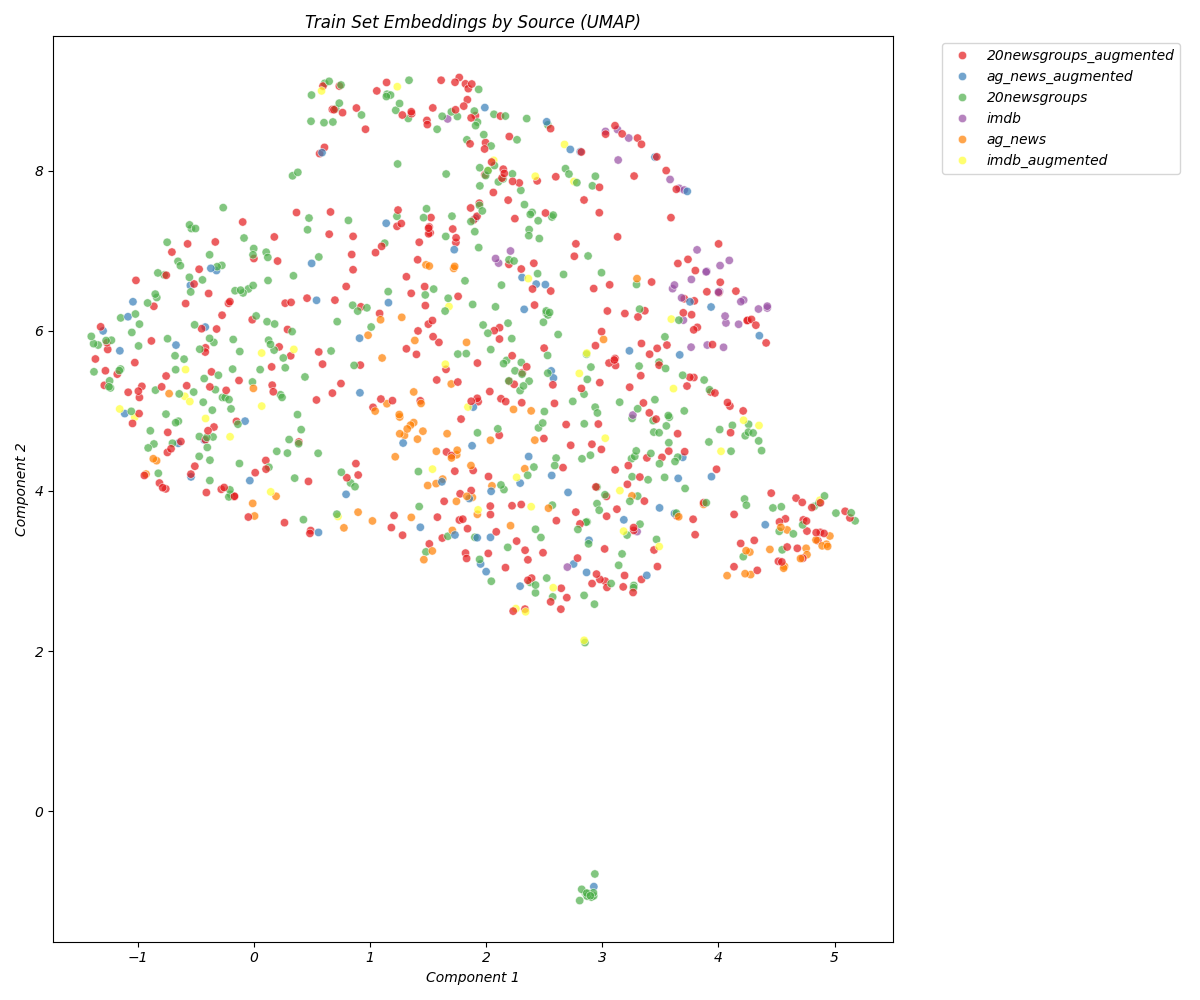 Train Set Embeddings by Source (UMAP)
20newsgroups_augmented
ag_news_augmented
20newsgroups
imdb
ag_news
imdb_augmented
8
6
4
2
0
Component 2
−1 0 1 2 3 4 5
Component 1